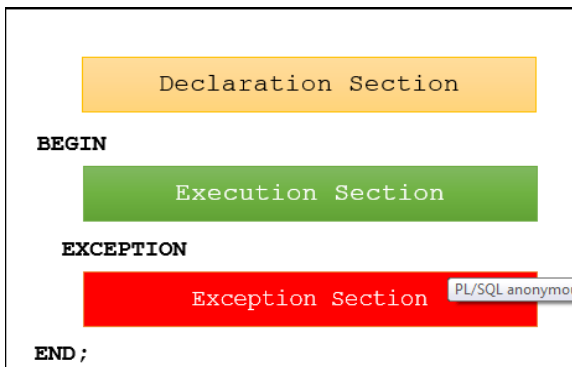 Declaration Section
BEGIN
Execution Section
EXCEPTION
Exception Section
PL/SQL
END;